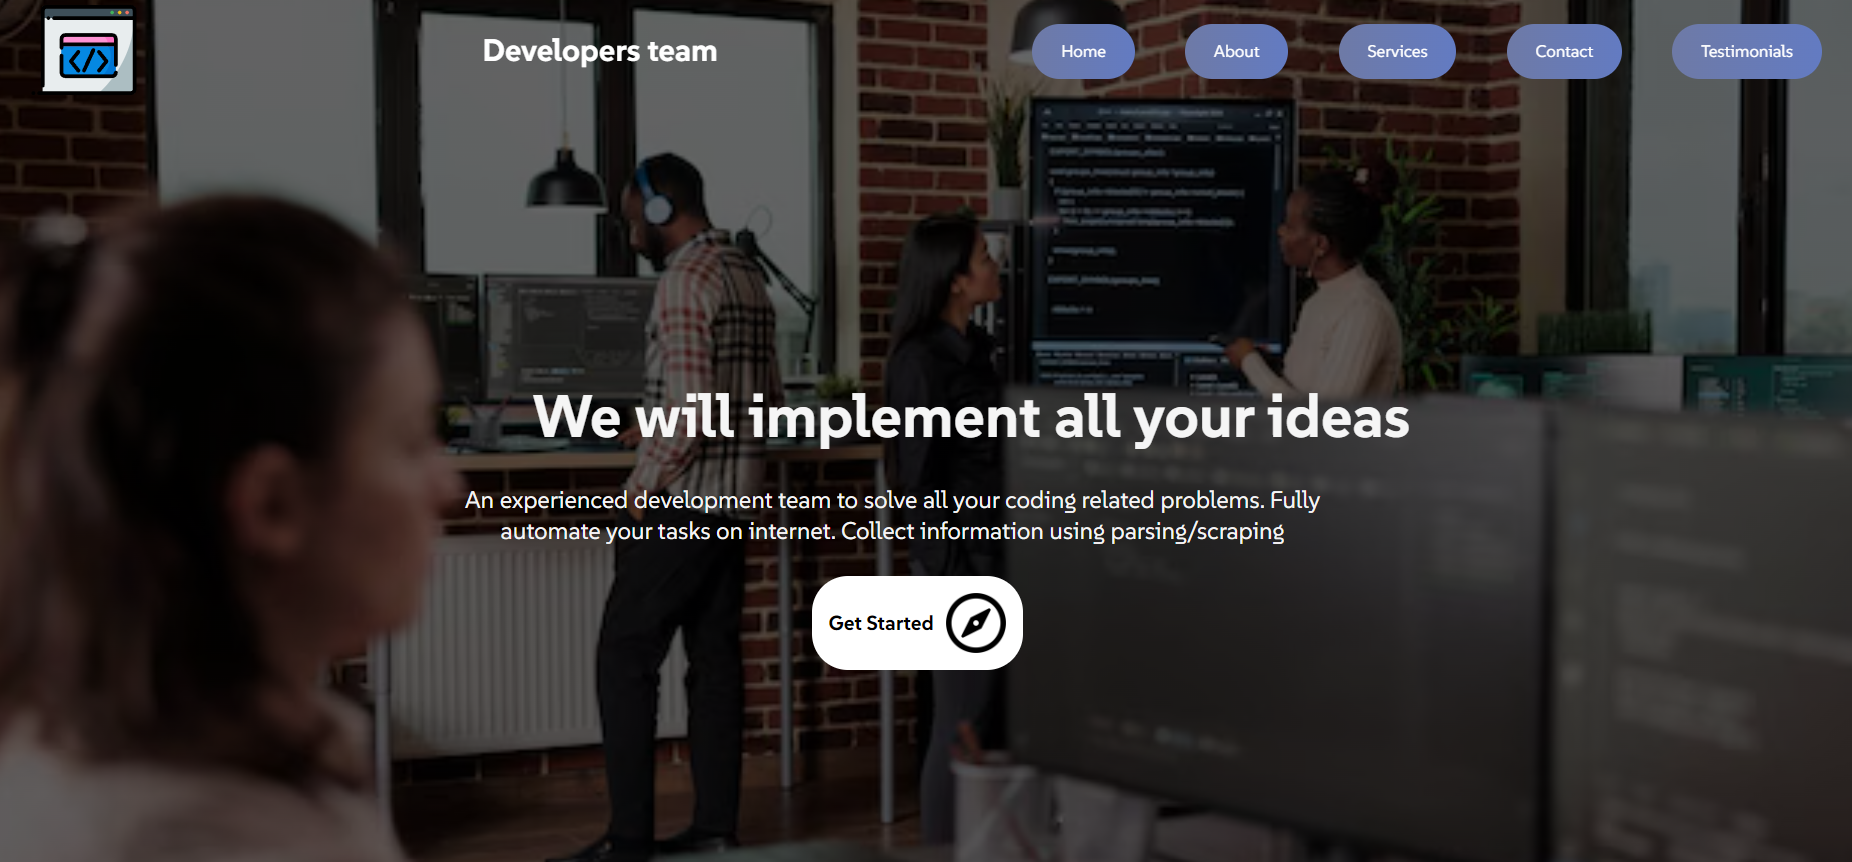 </>
Developers team
Home
About
Services
Contact
Testimonials
We will implement all your ideas
An experienced development team to solve all your coding related problems. Fully
automate your tasks on internet. Collect information using parsing/scraping
Get Started